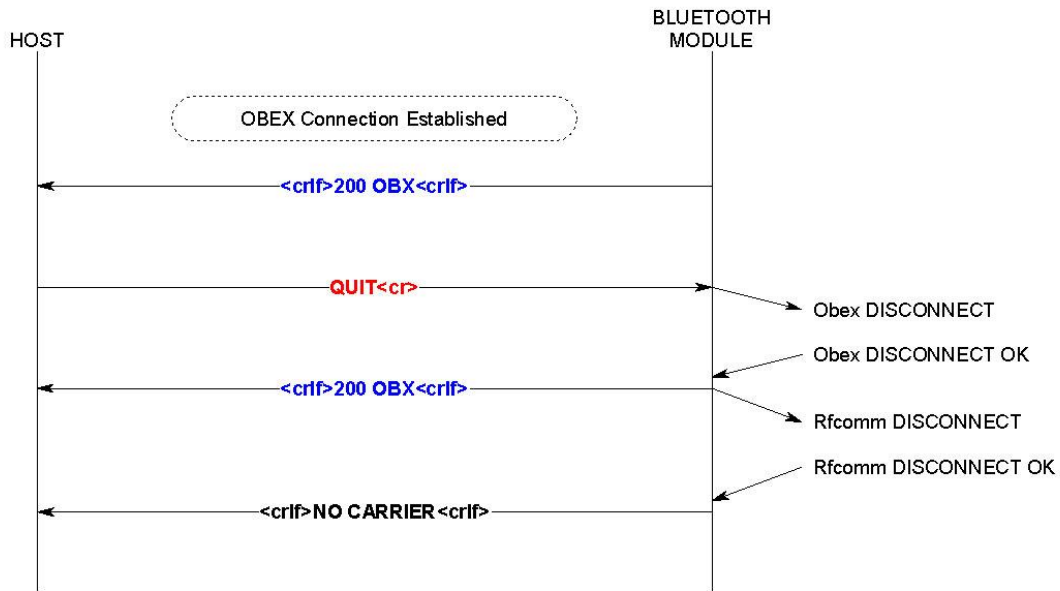 HOST
BLUETOOTH
MODULE
OBEX Connection Established
<crlf>200 OBX<crlf>
QUIT<cr>
Obex DISCONNECT
Obex DISCONNECT OK
<crlf>200 OBX<crlf>
Rfcomm DISCONNECT
Rfcomm DISCONNECT OK
<crlf>NO CARRIER<crlf>